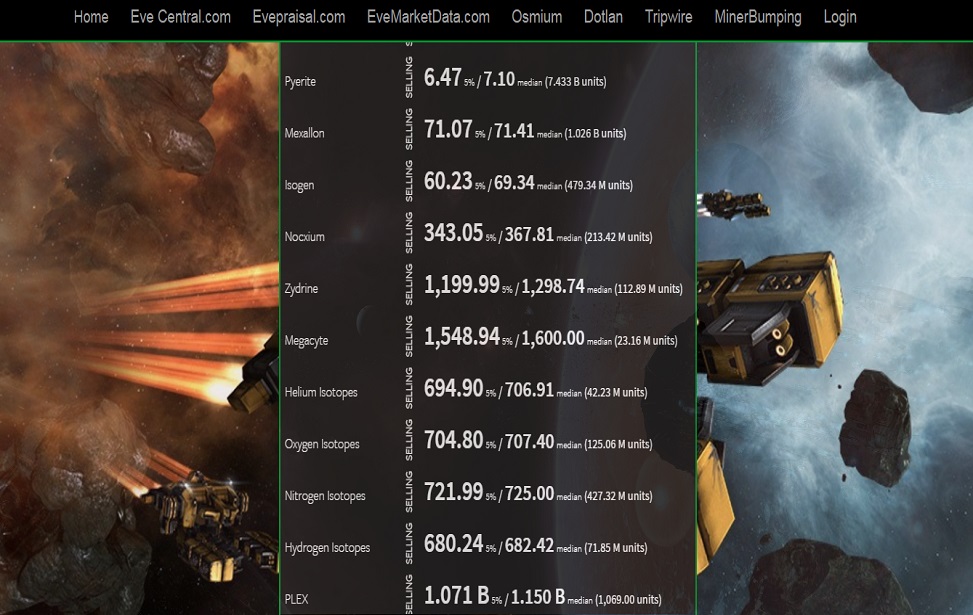 Home Eve Central.com Evepraisal.com EveMarketData.com Osmium Dotlan Tripwire MinerBumping Login
Pyerite SELLING 6.47 5% / 7.10 median (7.433 B units)
Mexallon SELLING 71.07 5% / 71.41 median (1.026 B units)
Isogen SELLING 60.23 5% / 69.34 median (479.34 M units)
Nocxium SELLING 343.05 5% / 367.81 median (213.42 M units)
Zydrine SELLING 1,199.99 5% / 1,298.74 median (112.89 M units)
Megacyte SELLING 1,548.94 5% / 1,600.00 median (23.16 M units)
Helium Isotopes SELLING 694.90 5% / 706.91 median (42.23 M units)
Oxygen Isotopes SELLING 704.80 5% / 707.40 median (125.06 M units)
Nitrogen Isotopes SELLING 721.99 5% / 725.00 median (427.32 M units)
Hydrogen Isotopes SELLING 680.24 5% / 682.42 median (71.85 M units)
PLEX SELLING 1.071 B 5% / 1.150 B median (1,069.00 units)